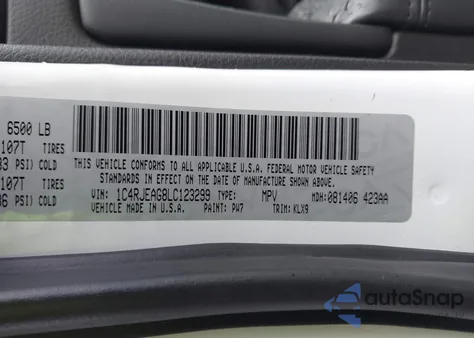 6500 LB
107T TIRES
33 PSI) COLD
107T TIRES
36 PSI) COLD
THIS VEHICLE CONFORMS TO ALL APPLICABLE U.S.A. FEDERAL MOTOR VEHICLE SAFETY
STANDARDS IN EFFECT ON THE DATE OF MANUFACTURE SHOWN ABOVE.
VIN: 1C4RJEAG8LC123299 TYPE: MPV MDH: 081406 423AA
VEHICLE MADE IN U.S.A. PAINT: PW7 TRIM: KLX9
autoSnap